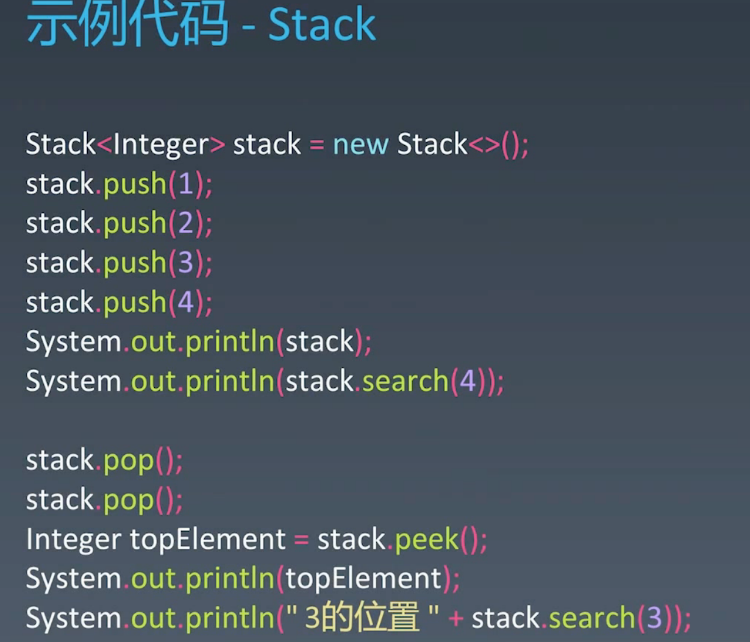 示例代码 - Stack
Stack<Integer> stack = new Stack<>();
stack.push(1);
stack.push(2);
stack.push(3);
stack.push(4);
System.out.println(stack);
System.out.println(stack.search(4));
stack.pop();
stack.pop();
Integer topElement = stack.peek();
System.out.println(topElement);
System.out.println(" 3的位置 " + stack.search(3));